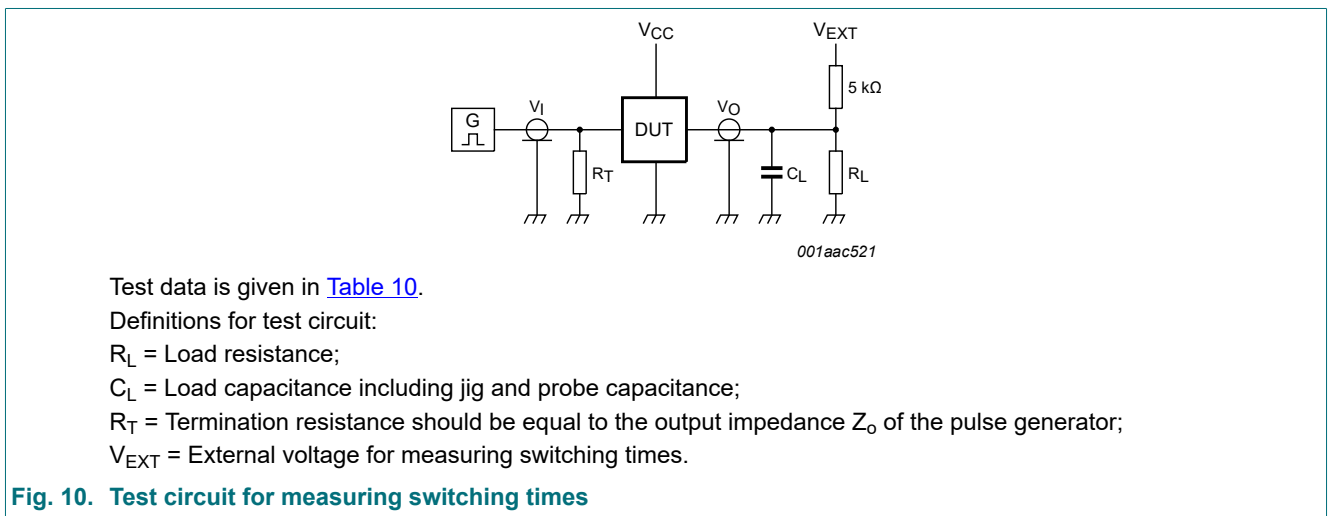 VCC VEXT
5 kΩ
G VI DUT VO
RT CL RL
001aac521
Test data is given in Table 10.
Definitions for test circuit:
RL = Load resistance;
CL = Load capacitance including jig and probe capacitance;
RT = Termination resistance should be equal to the output impedance Zo of the pulse generator;
VEXT = External voltage for measuring switching times.
Fig. 10. Test circuit for measuring switching times